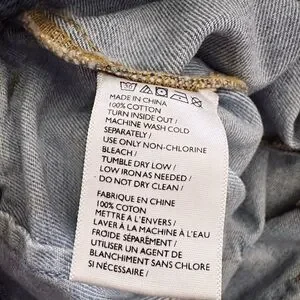 MADE IN CHINA
100% COTTON
TURN INSIDE OUT /
MACHINE WASH COLD
SEPARATELY /
USE ONLY NON-CHLORINE
BLEACH /
TUMBLE DRY LOW /
LOW IRON AS NEEDED /
DO NOT DRY CLEAN /
FABRIQUE EN CHINE
100% COTON
METTRE A L'ENVERS /
LAVER À LA MACHINE À L'EAU
FROIDE SÉPARÉMENT /
UTILISER UN AGENT DE
BLANCHIMENT SANS CHLORE
SI NÉCESSAIRE /